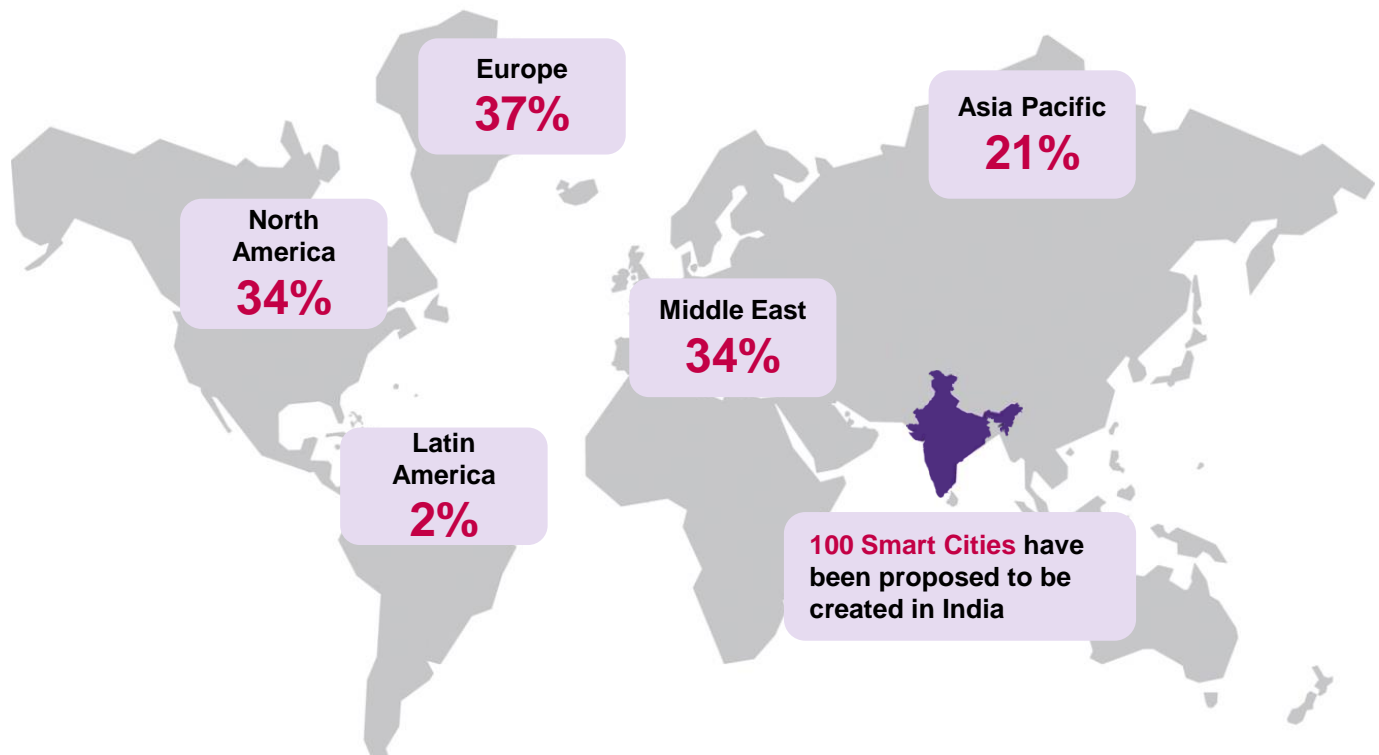 Europe
37%
Asia Pacific
21%
North
America
34%
Middle East
34%
Latin
America
2%
100 Smart Cities have
been proposed to be
created in India